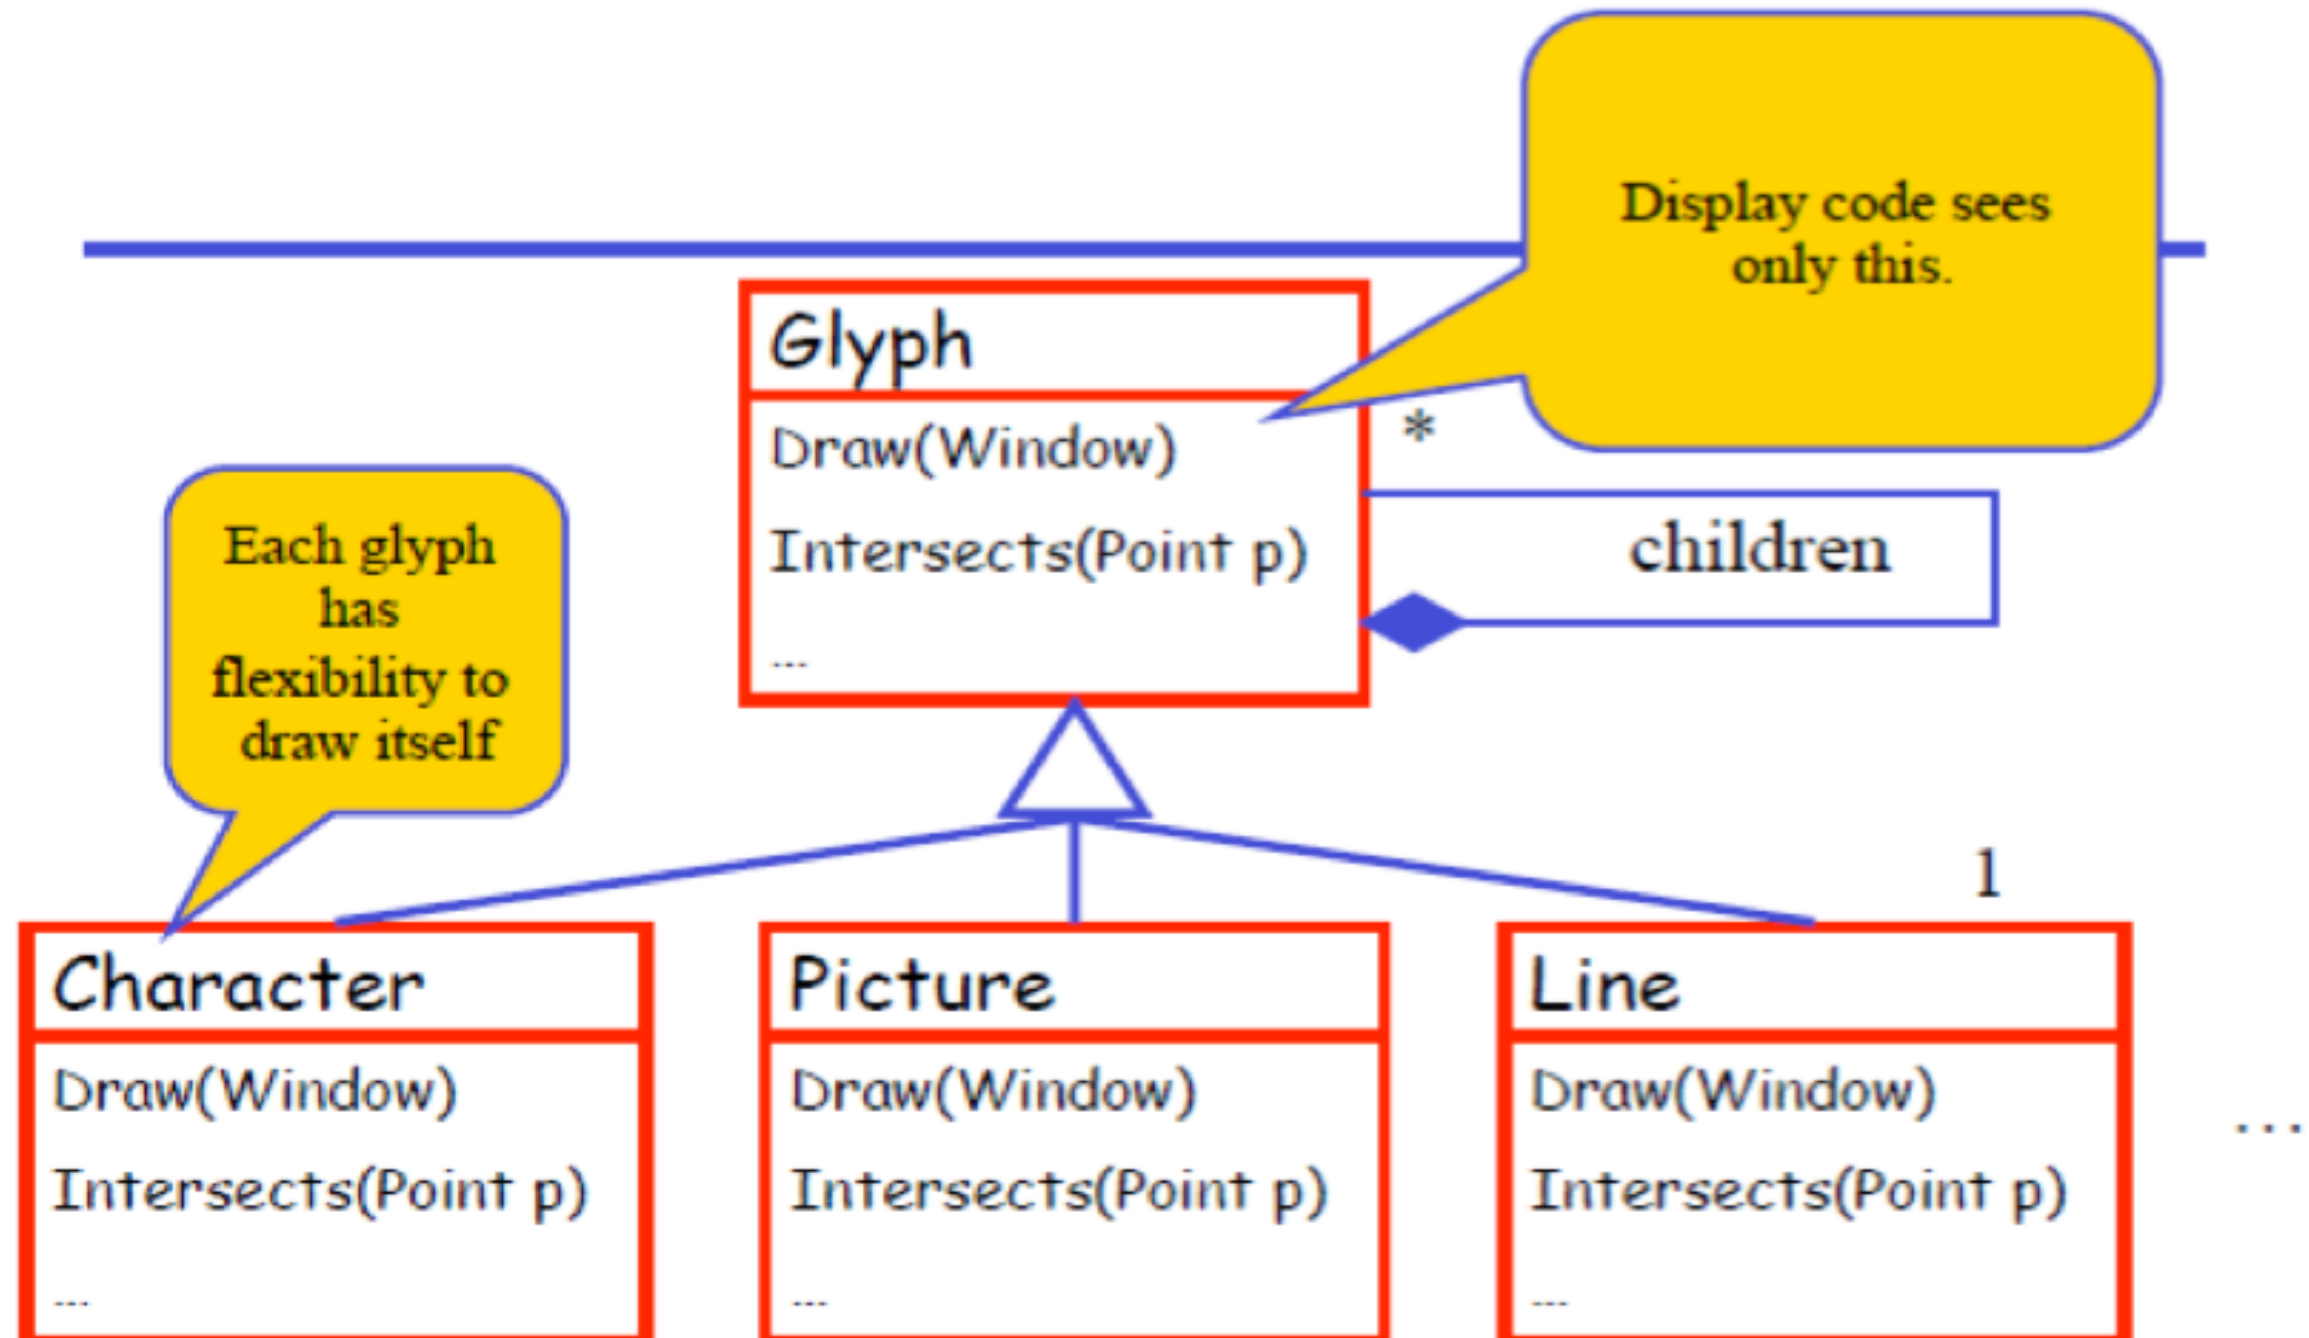 Display code sees
only this.
Glyph
Draw(Window)
Intersects(Point p)
...
*
children
Each glyph
has
flexibility to
draw itself
1
Character
Draw(Window)
Intersects(Point p)
...
Picture
Draw(Window)
Intersects(Point p)
...
Line
Draw(Window)
Intersects(Point p)
...
...